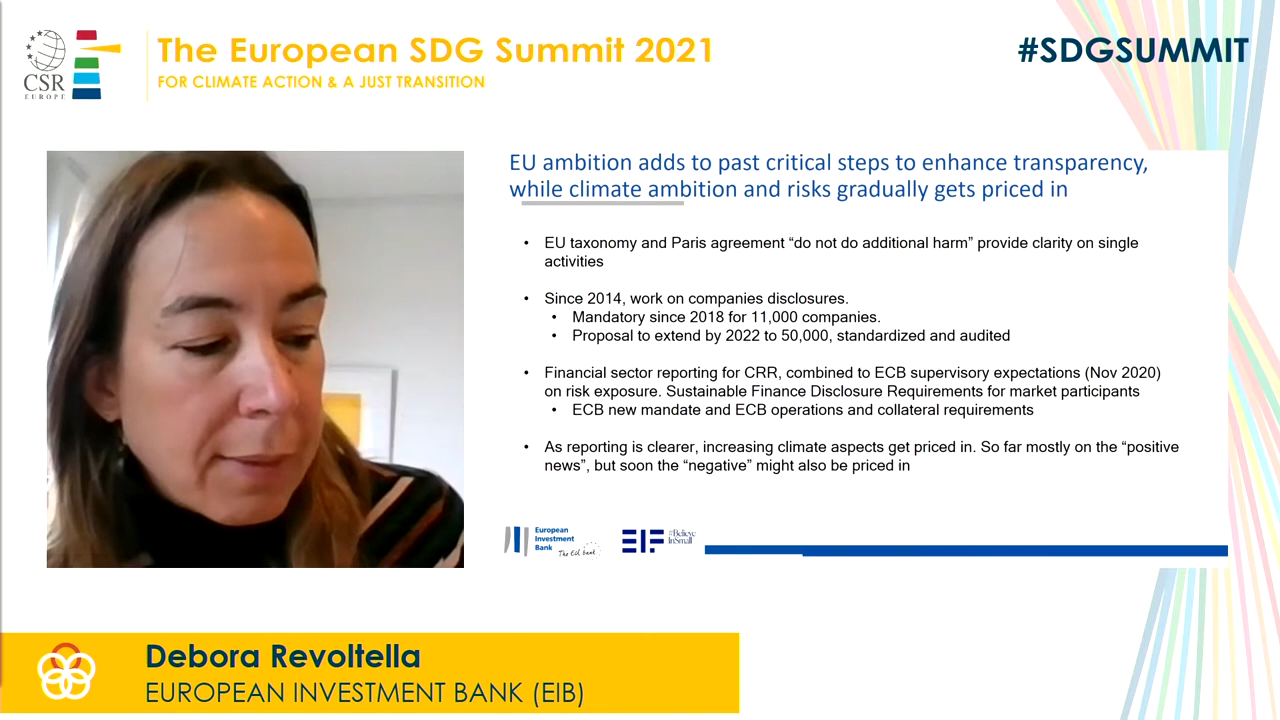 CSR
EUROPE
The European SDG Summit 2021
FOR CLIMATE ACTION & A JUST TRANSITION
#SDGSUMMIT
EU ambition adds to past critical steps to enhance transparency,
while climate ambition and risks gradually gets priced in
• EU taxonomy and Paris agreement “do not do additional harm” provide clarity on single
activities
• Since 2014, work on companies disclosures.
• Mandatory since 2018 for 11,000 companies.
• Proposal to extend by 2022 to 50,000, standardized and audited
• Financial sector reporting for CRR, combined to ECB supervisory expectations (Nov 2020)
on risk exposure. Sustainable Finance Disclosure Requirements for market participants
• ECB new mandate and ECB operations and collateral requirements
• As reporting is clearer, increasing climate aspects get priced in. So far mostly on the “positive
news”, but soon the “negative” might also be priced in
European
Investment
Bank
The EU bank
EIF
#Believe
InSmall
Debora Revoltella
EUROPEAN INVESTMENT BANK (EIB)